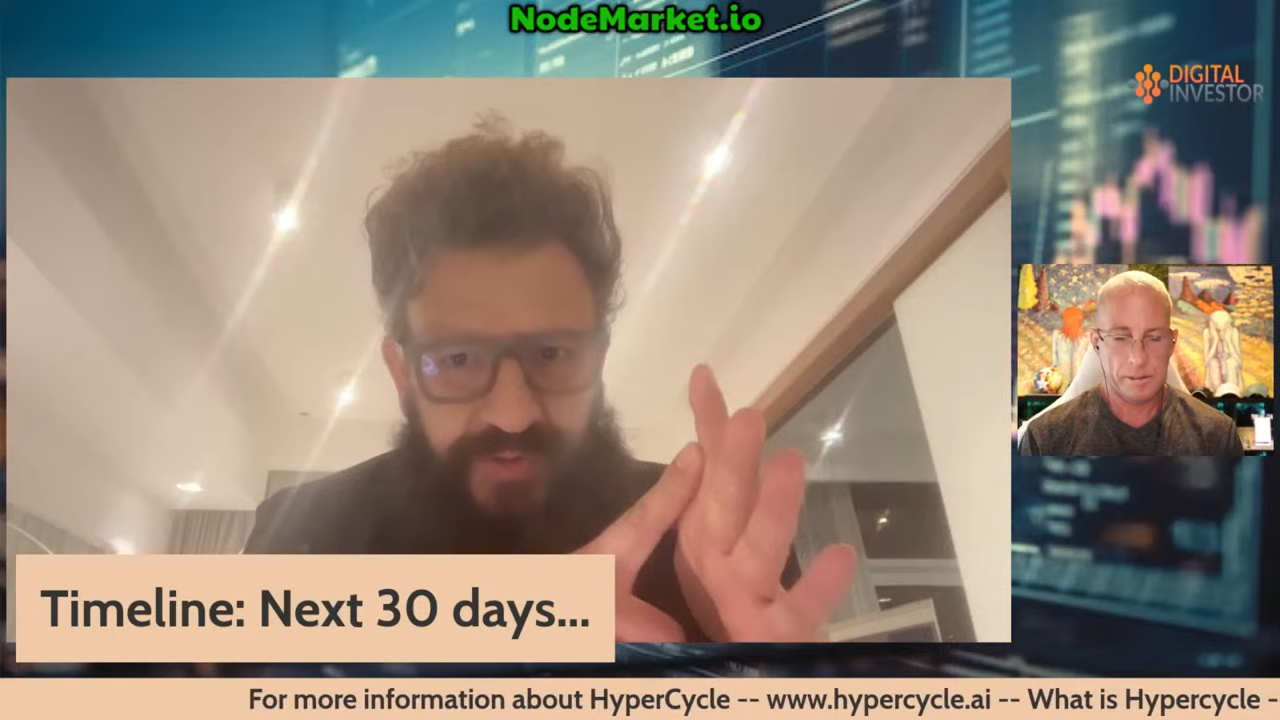 NodeMarket.io
DIGITAL
INVESTOR
Timeline: Next 30 days...
For more information about HyperCycle -- www.hypercycle.ai -- What is Hypercycle -